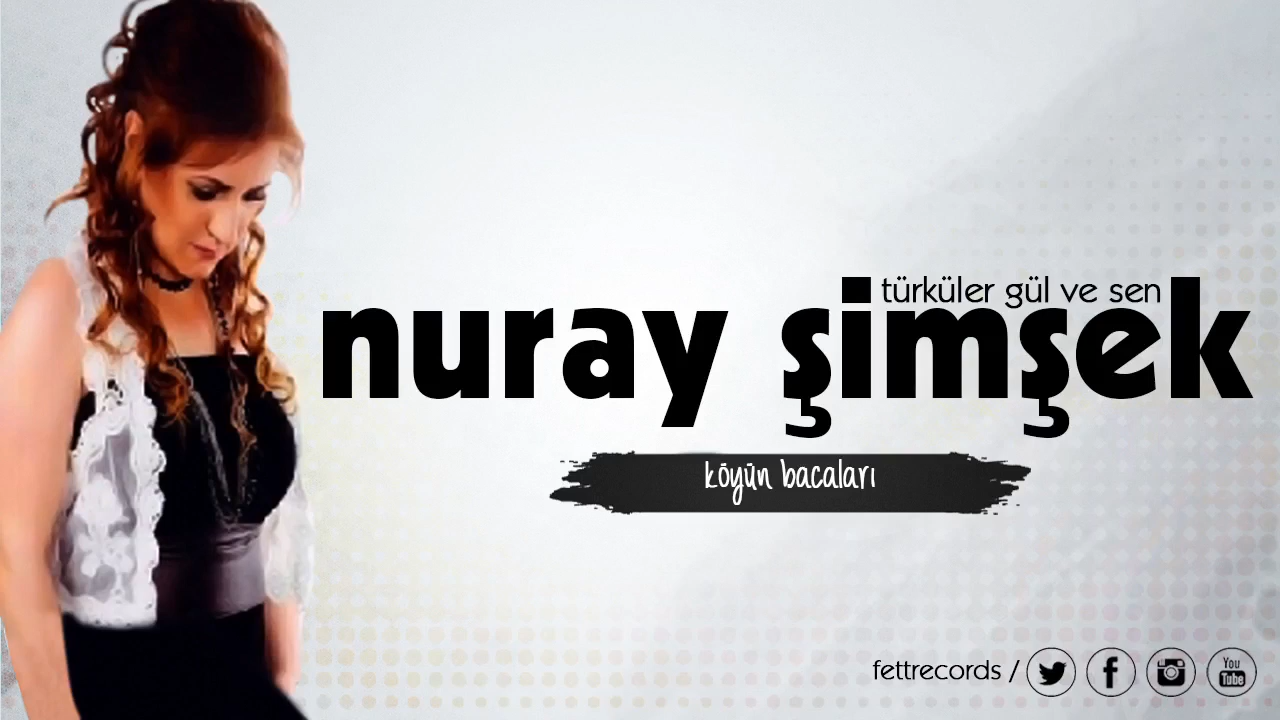 türküler gül ve sen
nuray şimşek
köyün bacaları
fettrecords /
You
Tube